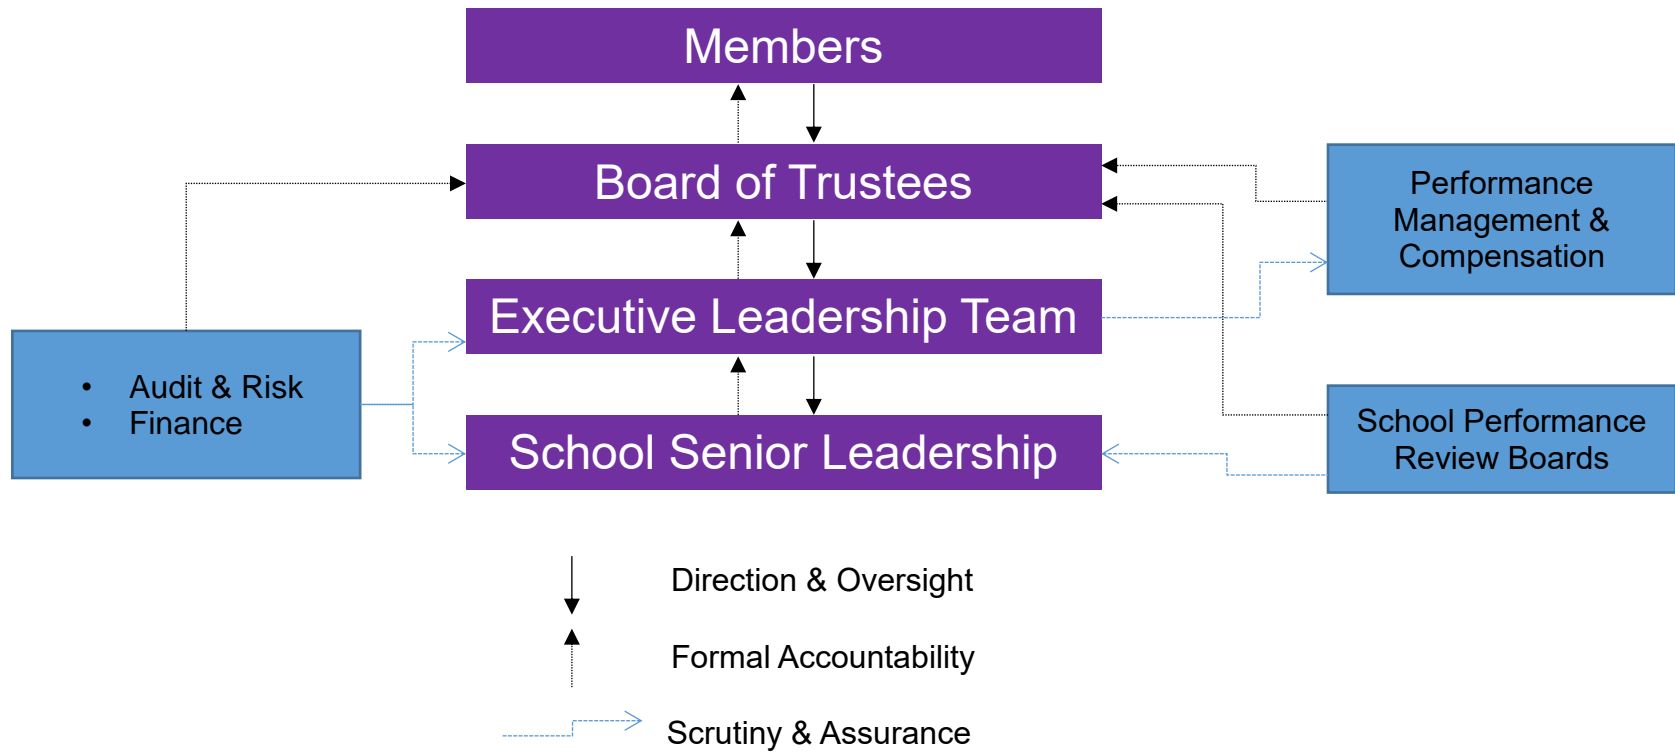 Members
Board of Trustees
Performance
Management &
Compensation
Executive Leadership Team
• Audit & Risk
• Finance
School Senior Leadership
School Performance
Review Boards
Direction & Oversight
Formal Accountability
Scrutiny & Assurance